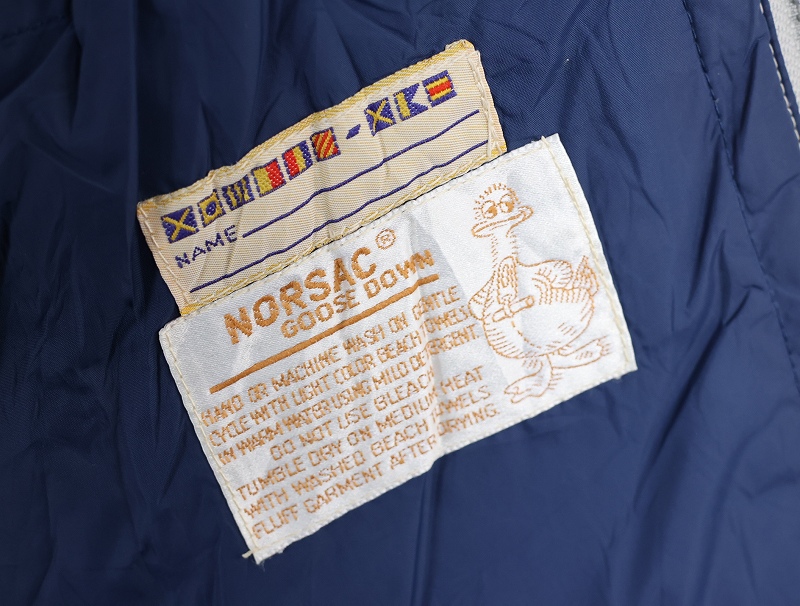 NAME
NORSAC®
GOOSE DOWN
HAND OR MACHINE WASH ON GENTLE
CYCLE WITH LIGHT COLOR BEACH TOWELS
IN WARM WATER USING MILD DETERGENT.
DO NOT USE BLEACH
TUMBLE DRY ON MEDIUM HEAT
WITH WASHED BEACH TOWELS
FLUFF GARMENT AFTER DRYING.